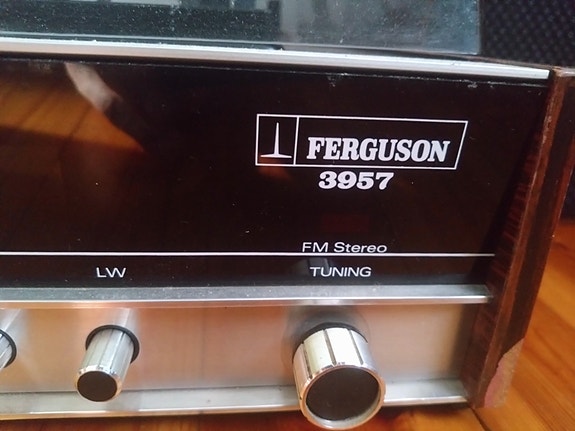 FERGUSON
3957
FM Stereo
LW TUNING